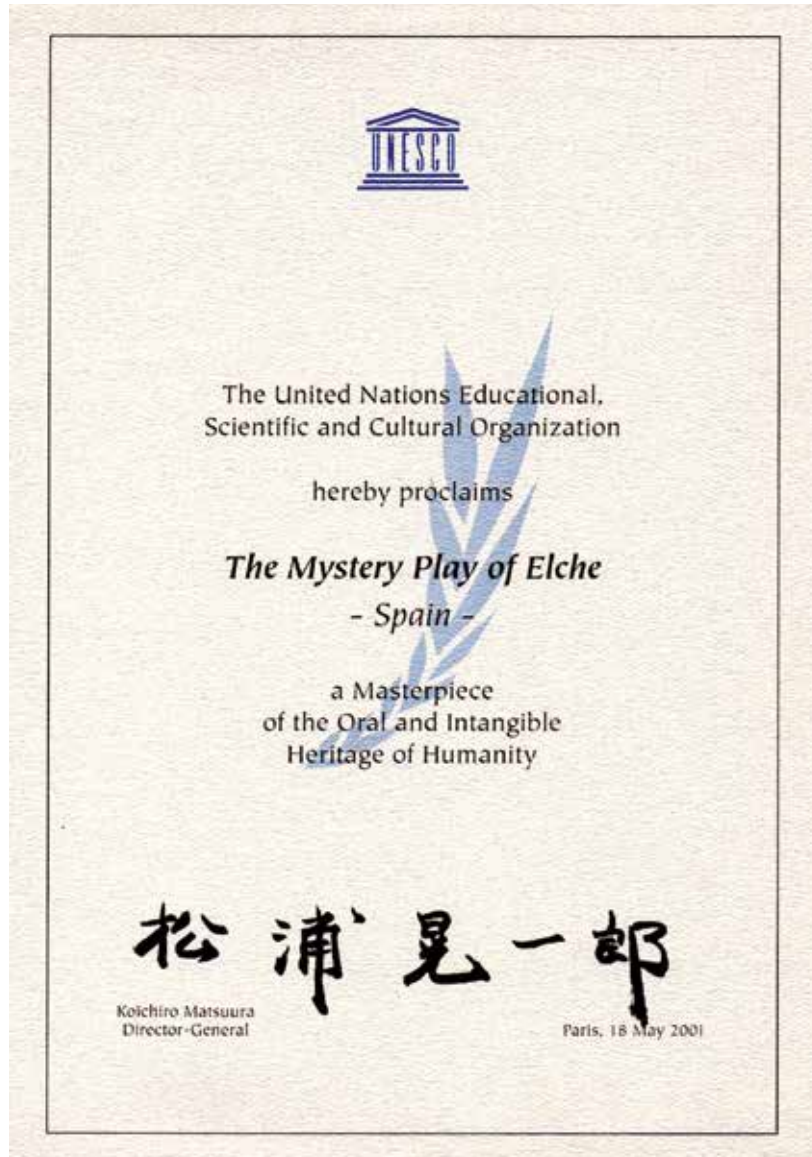 UNESCO
The United Nations Educational,
Scientific and Cultural Organization
hereby proclaims
The Mystery Play of Elche
- Spain -
a Masterpiece
of the Oral and Intangible
Heritage of Humanity
松浦晃一郎
Koïchiro Matsuura
Director-General
Paris, 18 May 2001